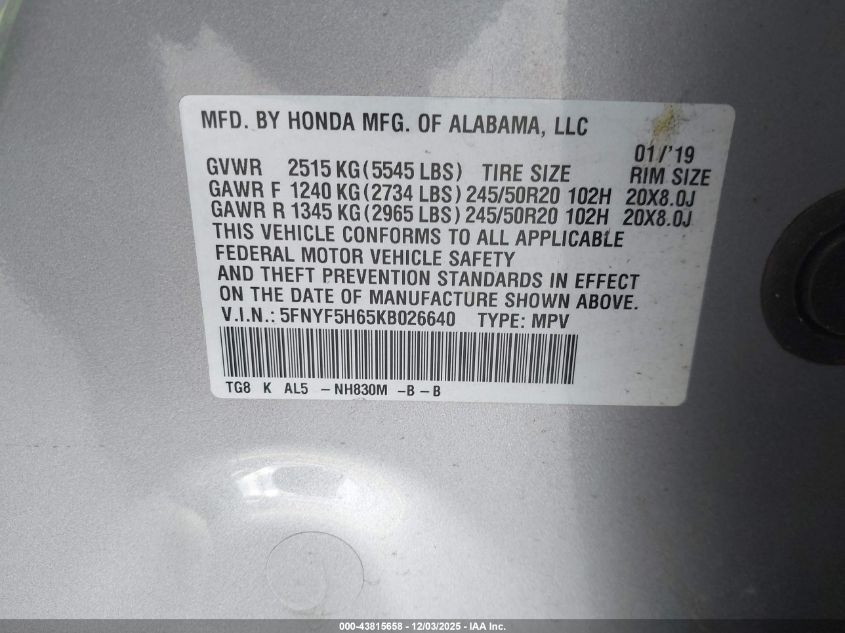 MFD. BY HONDA MFG. OF ALABAMA, LLC
01/'19
GVWR 2515 KG (5545 LBS) TIRE SIZE RIM SIZE
GAWR F 1240 KG (2734 LBS) 245/50R20 102H 20X8.0J
GAWR R 1345 KG (2965 LBS) 245/50R20 102H 20X8.0J
THIS VEHICLE CONFORMS TO ALL APPLICABLE
FEDERAL MOTOR VEHICLE SAFETY
AND THEFT PREVENTION STANDARDS IN EFFECT
ON THE DATE OF MANUFACTURE SHOWN ABOVE.
V.I.N.: 5FNYF5H65KB026640 TYPE: MPV
TG8 K AL5 -NH830M -B-B
000-43815658 - 12/03/2025 - IAA Inc.